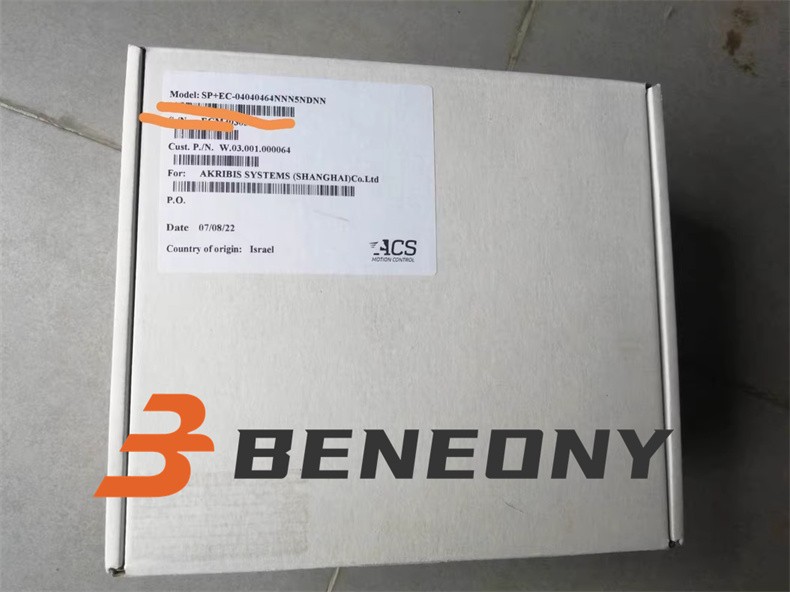 Model: SP+EC-04040464NNN5NDNN
Cust. P./N. W.03.001.000064
For: AKRIBIS SYSTEMS (SHANGHAI)Co.Ltd
P.O.
Date 07/08/22
Country of origin: Israel
ACS
MOTION CONTROL
BENEONY